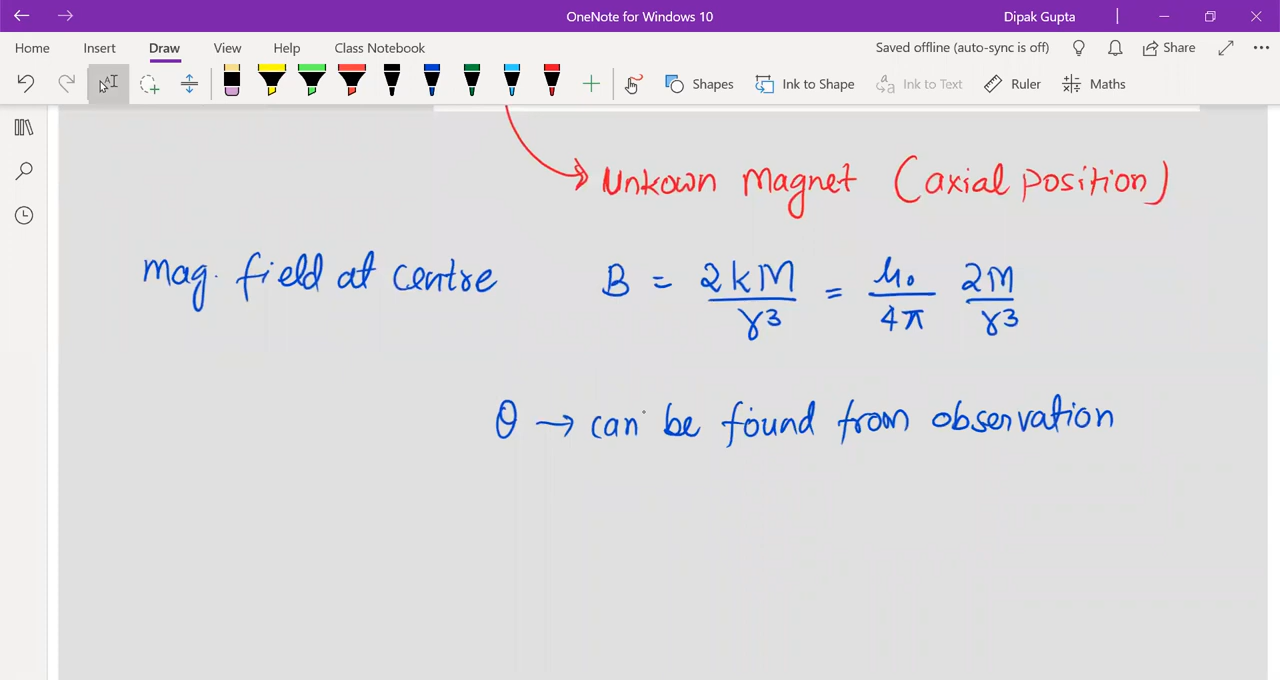 OneNote for Windows 10
Dipak Gupta
Home Insert Draw View Help Class Notebook
Saved offline (auto-sync is off)
Share
Shapes Ink to Shape Ink to Text Ruler Maths
Unkown Magnet (axial position)
mag. field at centre B = 2kM/r³ = μ₀/4π 2M/r³
θ → can be found from observation